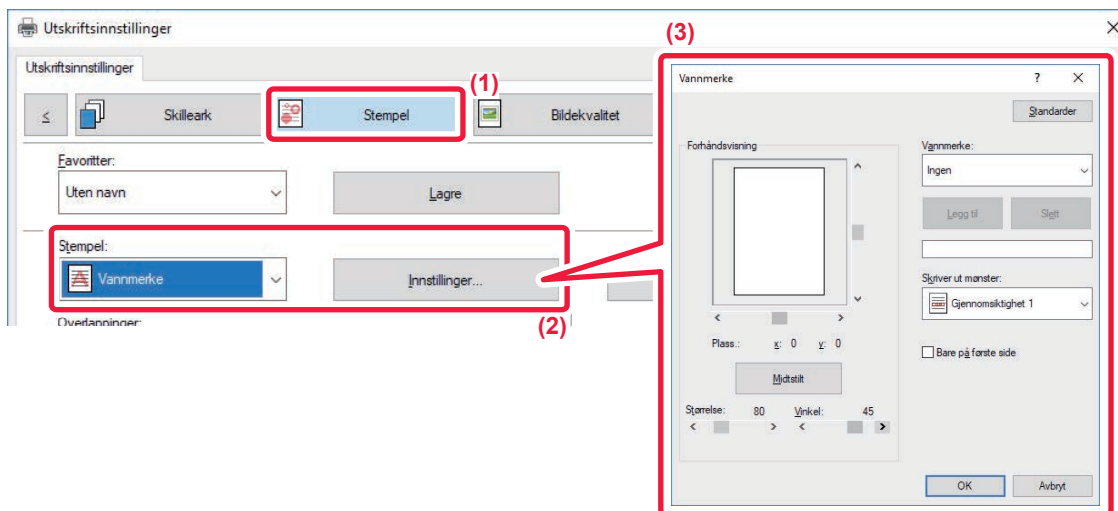 Utskriftsinnstillinger
Utskriftsinnstillinger
(1)
≤ Skilleark Stempel Bildekvalitet
Favoritter:
Uten navn Lagre
Stempel:
Vannmerke Innstillinger...
(2)
Overlappinger:
(3)
Vannmerke ? X
Standarder
Forhåndsvisning
Vannmerke:
Ingen
Legg til Slett
Skriver ut mønster:
Gjennomsiktighet 1
Plass.: x: 0 y: 0
Bare på første side
Midtstilt
Størrelse: 80 Vinkel: 45
OK Avbryt